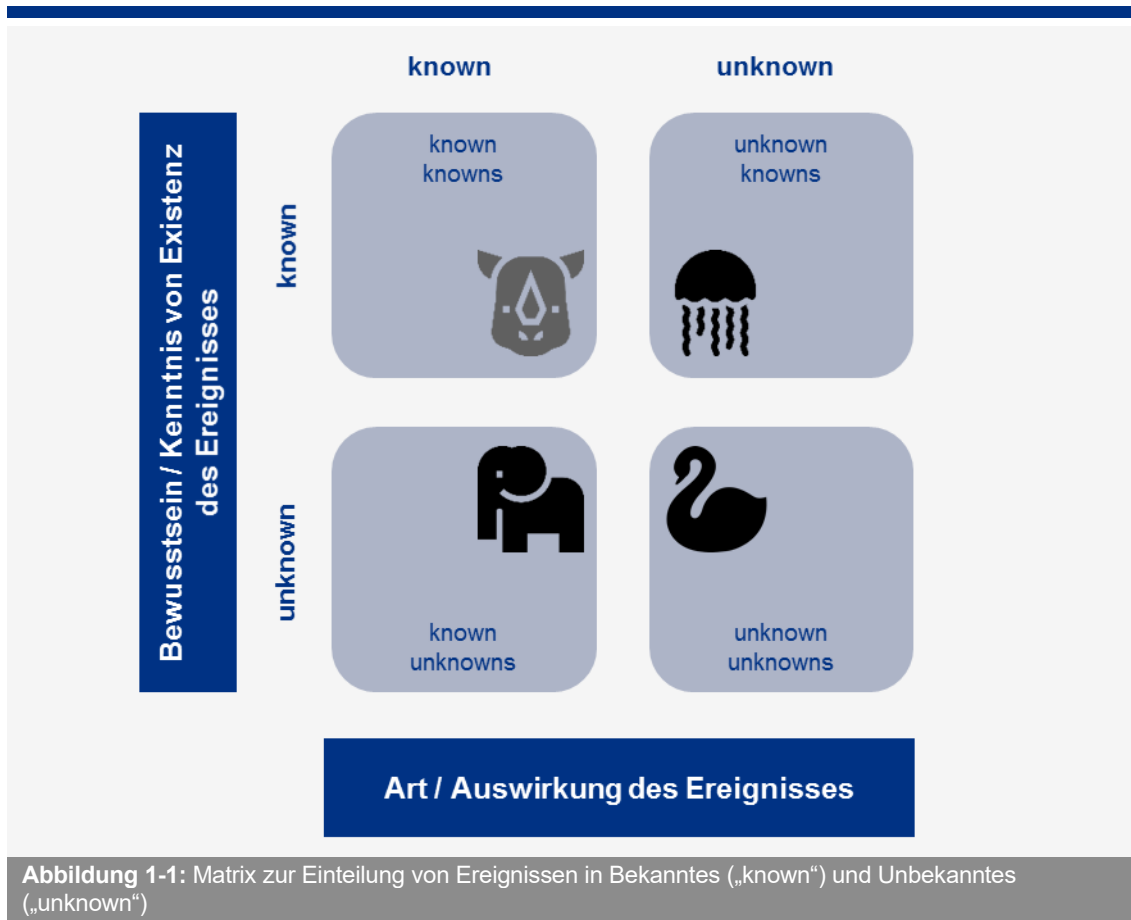 known
unknown
known
knowns
unknown
knowns
Bewusstsein / Kenntnis von Existenz
des Ereignisses
known
unknown
known
unknowns
unknown
unknowns
Art / Auswirkung des Ereignisses
Abbildung 1-1: Matrix zur Einteilung von Ereignissen in Bekanntes („known“) und Unbekanntes
(„unknown“)